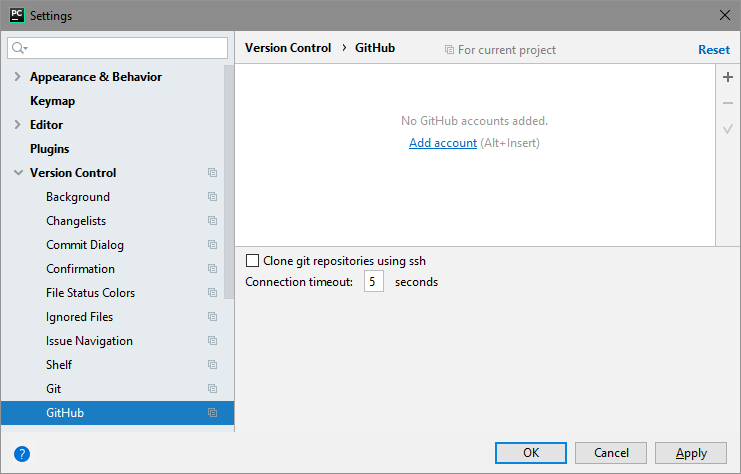 PC
Settings
Version Control › GitHub
For current project
Reset
Appearance & Behavior
Keymap
Editor
Plugins
Version Control
Background
Changelists
Commit Dialog
Confirmation
File Status Colors
Ignored Files
Issue Navigation
Shelf
Git
GitHub
No GitHub accounts added.
Add account (Alt+Insert)
Clone git repositories using ssh
Connection timeout: 5 seconds
?
OK
Cancel
Apply